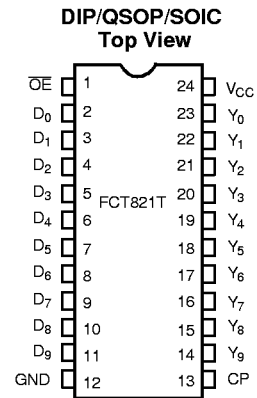 DIP/QSOP/SOIC
Top View
OE 1 24 VCC
D0 2 23 Y0
D1 3 22 Y1
D2 4 21 Y2
D3 5 20 Y3
FCT821T
D4 6 19 Y4
D5 7 18 Y5
D6 8 17 Y6
D7 9 16 Y7
D8 10 15 Y8
D9 11 14 Y9
GND 12 13 CP